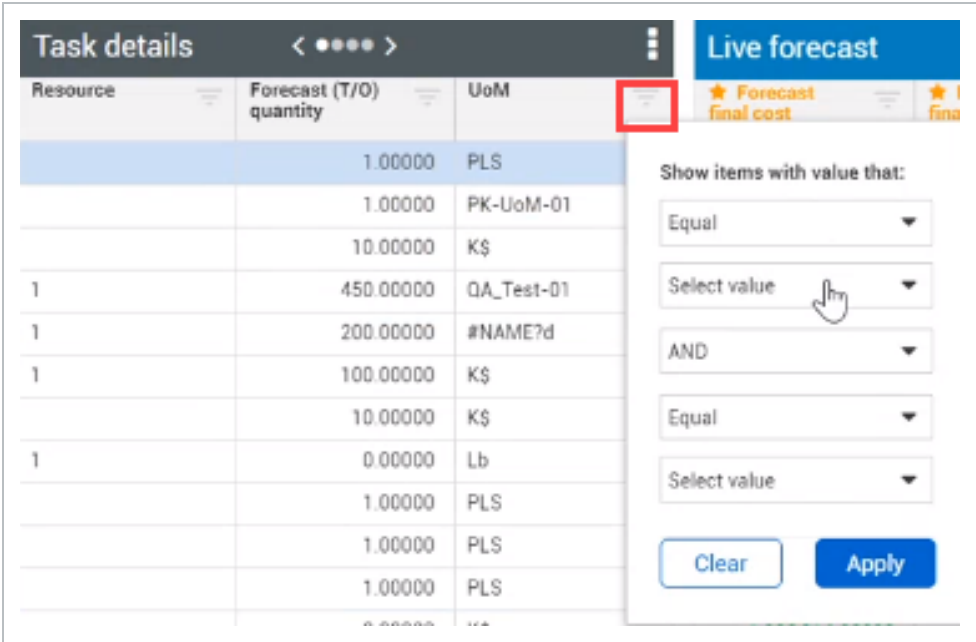 Task details
Live forecast
Resource
Forecast (T/O)
quantity
UoM
Forecast
final cost
fina
1.00000 PLS
1.00000 PK-UoM-01
10.00000 K$
1 450.00000 QA_Test-01
1 200.00000 #NAME?d
1 100.00000 K$
10.00000 K$
1 0.00000 Lb
1.00000 PLS
1.00000 PLS
1.00000 PLS
Show items with value that:
Equal
Select value
AND
Equal
Select value
Clear
Apply